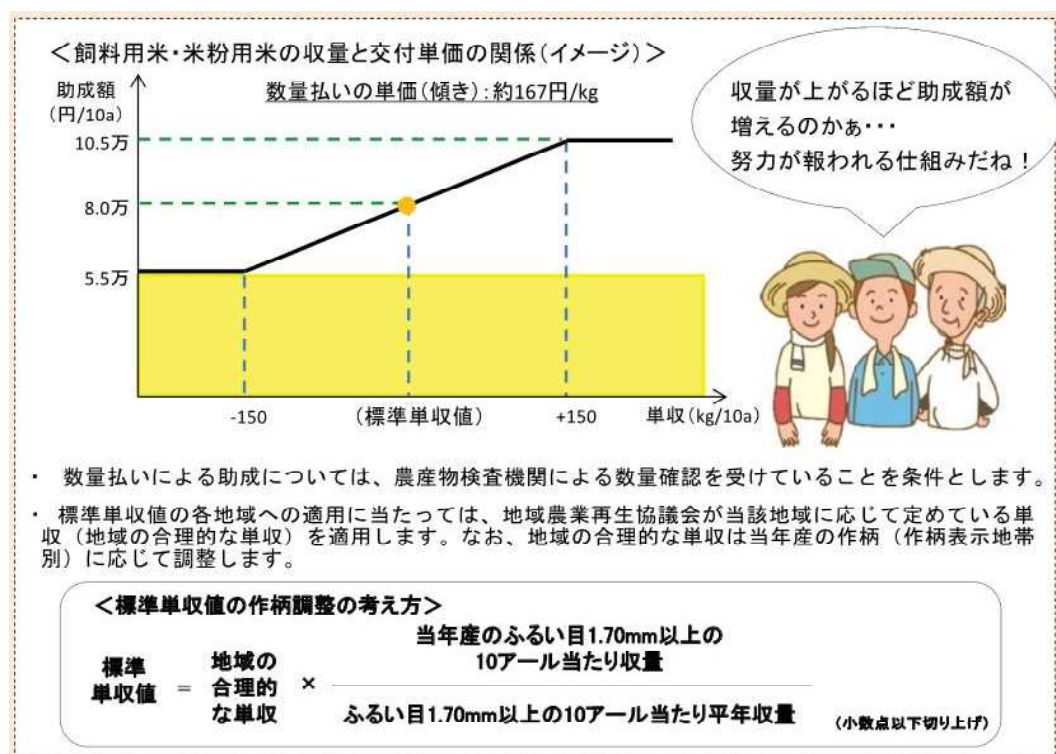 ＜飼料用米・米粉用米の収量と交付単価の関係（イメージ）＞
助成額
（円/10a）
数量払いの単価（傾き）：約167円/kg
10.5万
8.0万
5.5万
-150
（標準単収値）
+150
単収（kg/10a）
収量が上がるほど助成額が
増えるのかぁ・・・
努力が報われる仕組みだね！
・ 数量払いによる助成については、農産物検査機関による数量確認を受けていることを条件とします。
・ 標準単収値の各地域への適用に当たっては、地域農業再生協議会が当該地域に応じて定めている単
収（地域の合理的な単収）を適用します。なお、地域の合理的な単収は当年産の作柄（作柄表示地帯
別）に応じて調整します。
＜標準単収値の作柄調整の考え方＞
標準
単収値
＝
地域の
合理的
な単収
×
当年産のふるい目1.70mm以上の
10アール当たり収量
ふるい目1.70mm以上の10アール当たり平年収量
（小数点以下切り上げ）